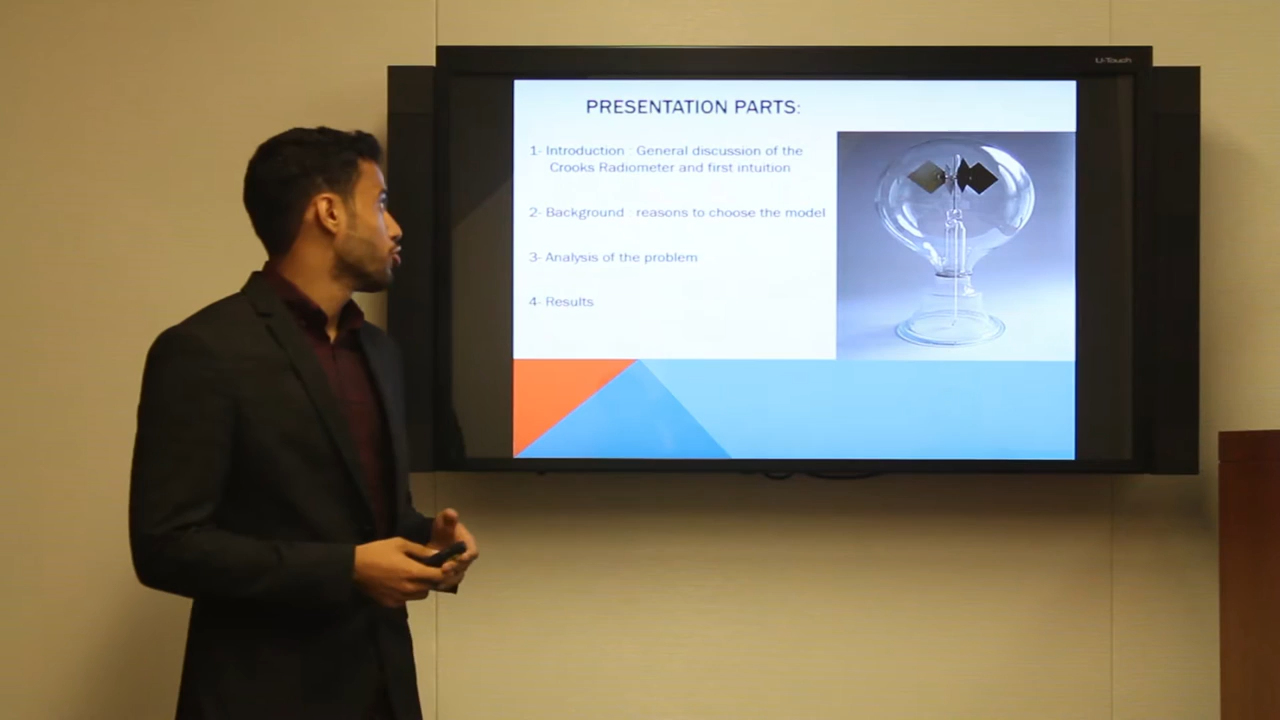 U-Touch
PRESENTATION PARTS:
1- Introduction : General discussion of the
Crooks Radiometer and first intuition
2- Background : reasons to choose the model
3- Analysis of the problem
4- Results